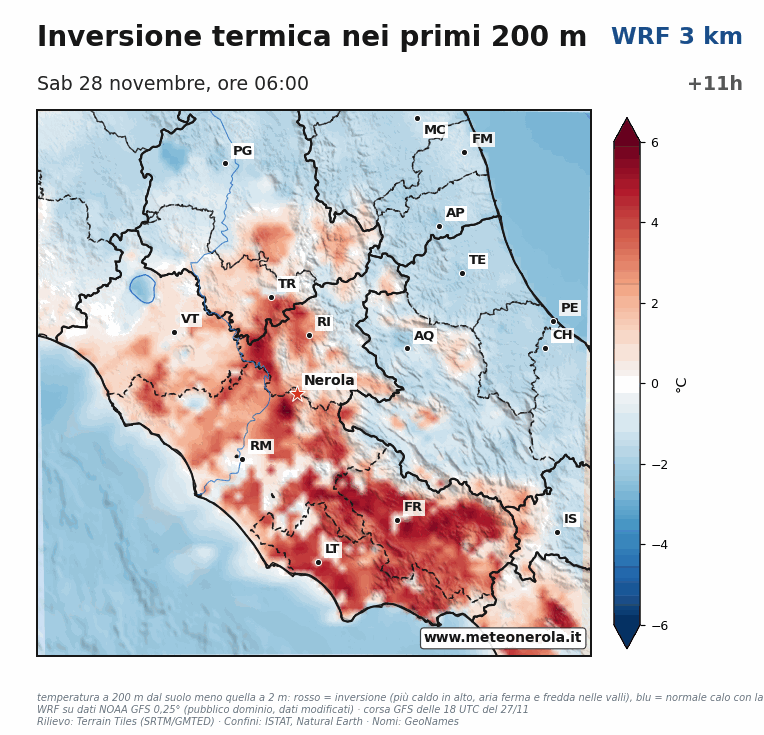 Inversione termica nei primi 200 m WRF 3 km
Sab 28 novembre, ore 06:00 +11h
MC
FM
PG
AP
TE
TR
PE
VT
RI
AQ
CH
Nerola
RM
FR
IS
LT
www.meteonerola.it
6
4
2
0
−2
−4
−6
°C
temperatura a 200 m dal suolo meno quella a 2 m: rosso = inversione (più caldo in alto, aria ferma e fredda nelle valli), blu = normale calo con la
WRF su dati NOAA GFS 0,25° (pubblico dominio, dati modificati) · corsa GFS delle 18 UTC del 27/11
Rilievo: Terrain Tiles (SRTM/GMTED) · Confini: ISTAT, Natural Earth · Nomi: GeoNames